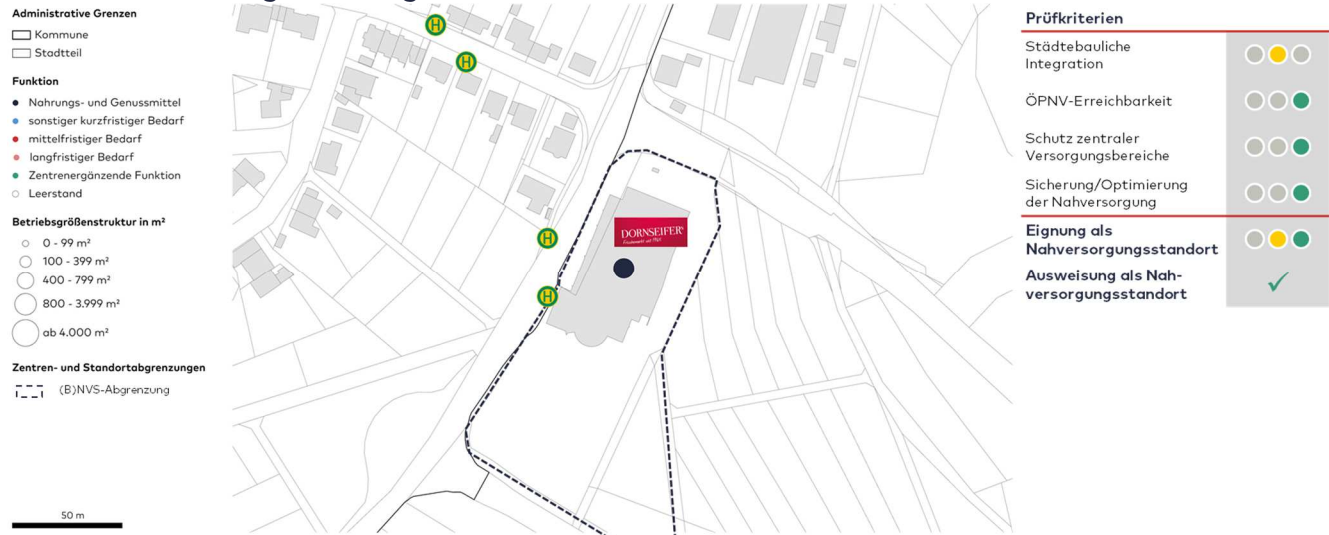 Administrative Grenzen
Kommune
Stadtteil
Funktion
Nahrungs- und Genussmittel
sonstiger kurzfristiger Bedarf
mittelfristiger Bedarf
langfristiger Bedarf
Zentrenergänzende Funktion
Leerstand
Betriebsgrößenstruktur in m²
0 - 99 m²
100 - 399 m²
400 - 799 m²
800 - 3.999 m²
ab 4.000 m²
Zentren- und Standortabgrenzungen
(B)NVS-Abgrenzung
50 m
H
H
H
H
DORNSEIFER
Prüfkriterien
Städtebauliche
Integration
ÖPNV-Erreichbarkeit
Schutz zentraler
Versorgungsbereiche
Sicherung/Optimierung
der Nahversorgung
Eignung als
Nahversorgungsstandort
Ausweisung als Nah-
versorgungsstandort